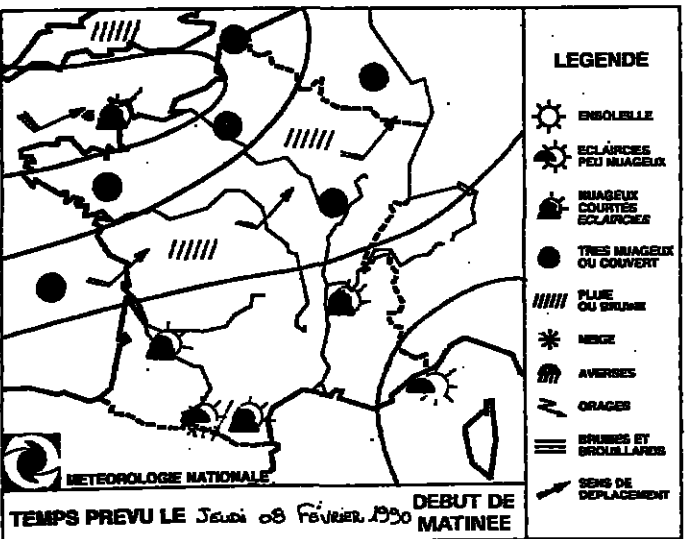 LEGENDE
ENSOLEILLE
ECLAIRCIES
PEU NUAGEUX
NUAGEUX
COURTES
ECLAIRCIES
TRES NUAGEUX
OU COUVERT
PLUIE
OU BRUINE
NEIGE
AVERSES
ORAGES
BRUMES ET
BROUILLARDS
SENS DE
DEPLACEMENT
METEOROLOGIE NATIONALE
TEMPS PREVU LE Jeudi 08 Février 1990 DEBUT DE
MATINEE